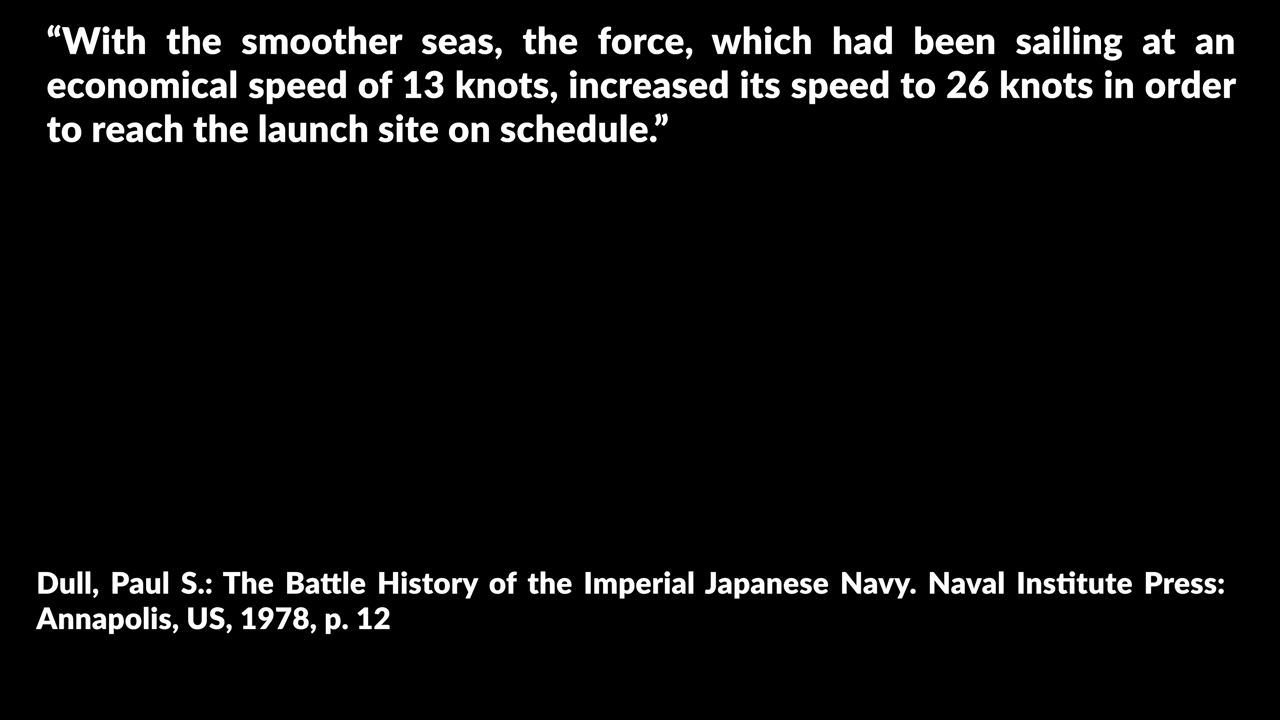 “With the smoother seas, the force, which had been sailing at an
economical speed of 13 knots, increased its speed to 26 knots in order
to reach the launch site on schedule.”
Dull, Paul S.: The Battle History of the Imperial Japanese Navy. Naval Institute Press:
Annapolis, US, 1978, p. 12